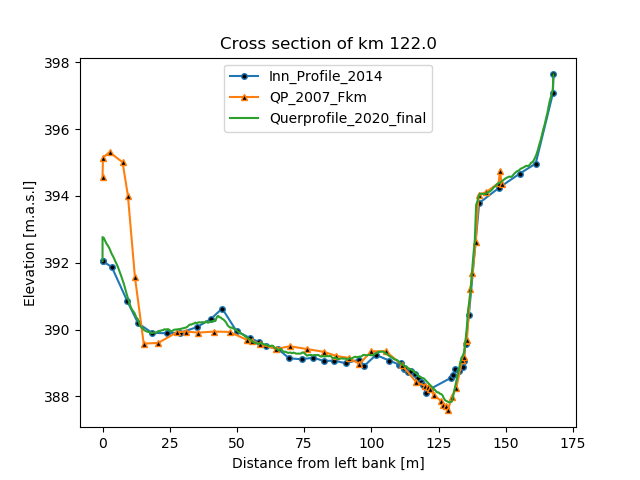 Cross section of km 122.0
Inn_Profile_2014
QP_2007_Fkm
Querprofile_2020_final
Elevation [m.a.s.l]
398
396
394
392
390
388
0 25 50 75 100 125 150 175
Distance from left bank [m]